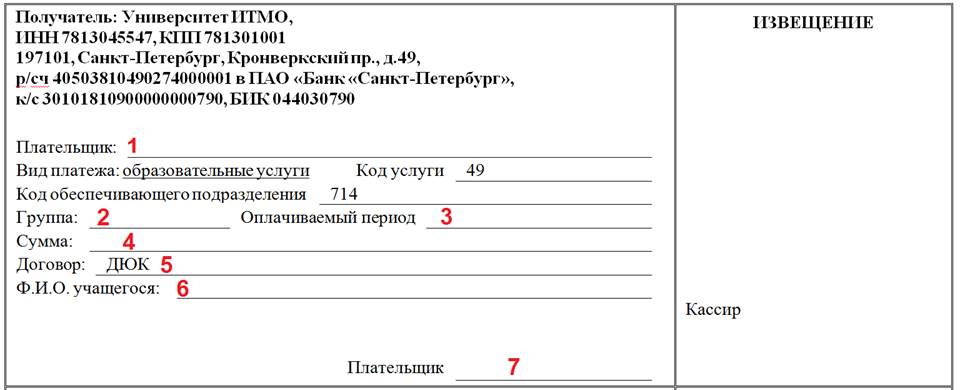 Получатель: Университет ИТМО,
ИНН 7813045547, КПП 781301001
197101, Санкт-Петербург, Кронверкский пр., д.49,
р/сч 40503810490274000001 в ПАО «Банк «Санкт-Петербург»,
к/с 30101810900000000790, БИК 044030790
Плательщик: 1
Вид платежа: образовательные услуги Код услуги 49
Код обеспечивающего подразделения 714
Группа: 2 Оплачиваемый период 3
Сумма: 4
Договор: ДЮК 5
Ф.И.О. учащегося: 6
Плательщик 7
ИЗВЕЩЕНИЕ
Кассир